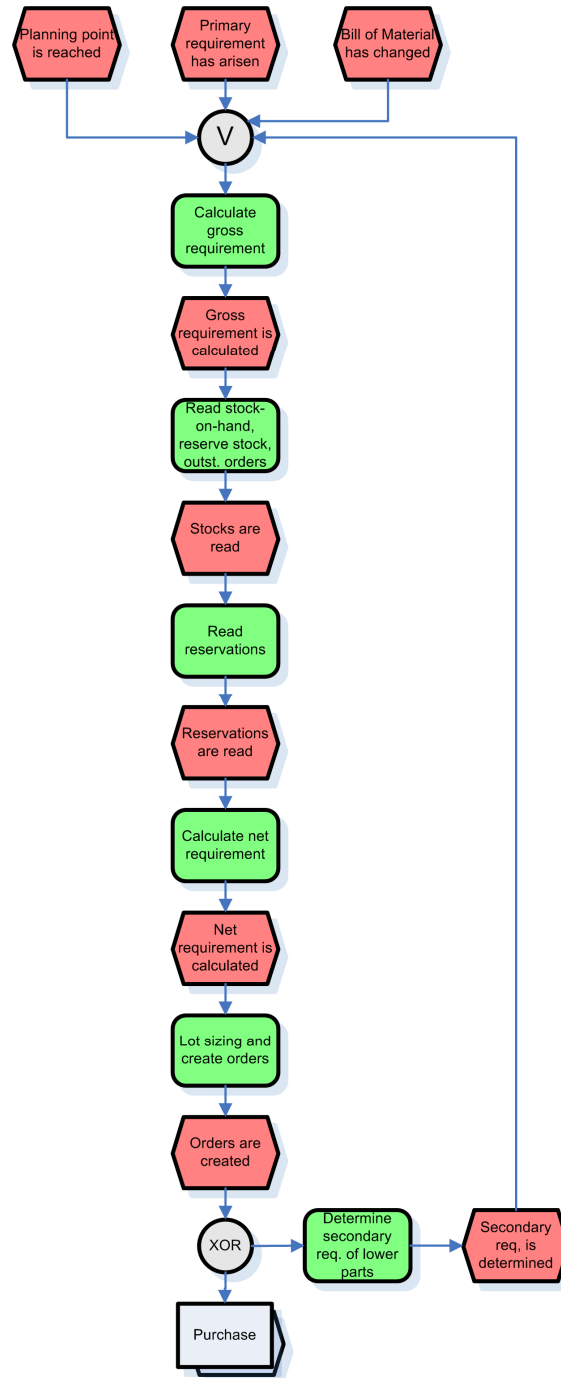 Planning point
is reached
Primary
requirement
has arisen
Bill of Material
has changed
V
Calculate
gross
requirement
Gross
requirement is
calculated
Read stock-
on-hand,
reserve stock,
outst. orders
Stocks are
read
Read
reservations
Reservations
are read
Calculate net
requirement
Net
requirement is
calculated
Lot sizing and
create orders
Orders are
created
XOR
Determine
secondary
req. of lower
parts
Secondary
req, is
determined
Purchase